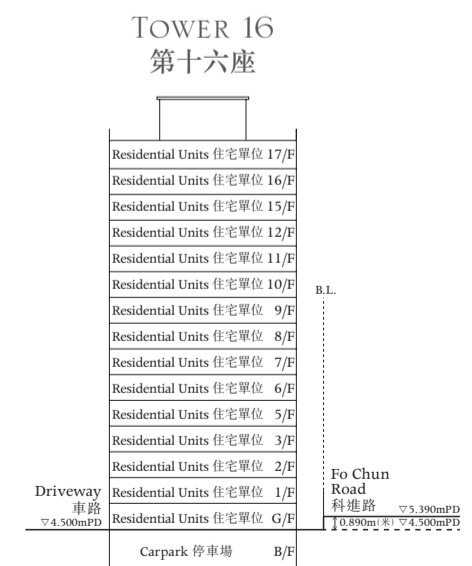 TOWER 16
第十六座
Residential Units 住宅單位 17/F
Residential Units 住宅單位 16/F
Residential Units 住宅單位 15/F
Residential Units 住宅單位 12/F
Residential Units 住宅單位 11/F
Residential Units 住宅單位 10/F
B.L.
Residential Units 住宅單位 9/F
Residential Units 住宅單位 8/F
Residential Units 住宅單位 7/F
Residential Units 住宅單位 6/F
Residential Units 住宅單位 5/F
Residential Units 住宅單位 3/F
Residential Units 住宅單位 2/F
Residential Units 住宅單位 1/F
Residential Units 住宅單位 G/F
Carpark 停車場 B/F
Driveway
車路
▽4.500mPD
Fo Chun
Road
科進路 ▽5.390mPD
0.890m(米) ▽4.500mPD